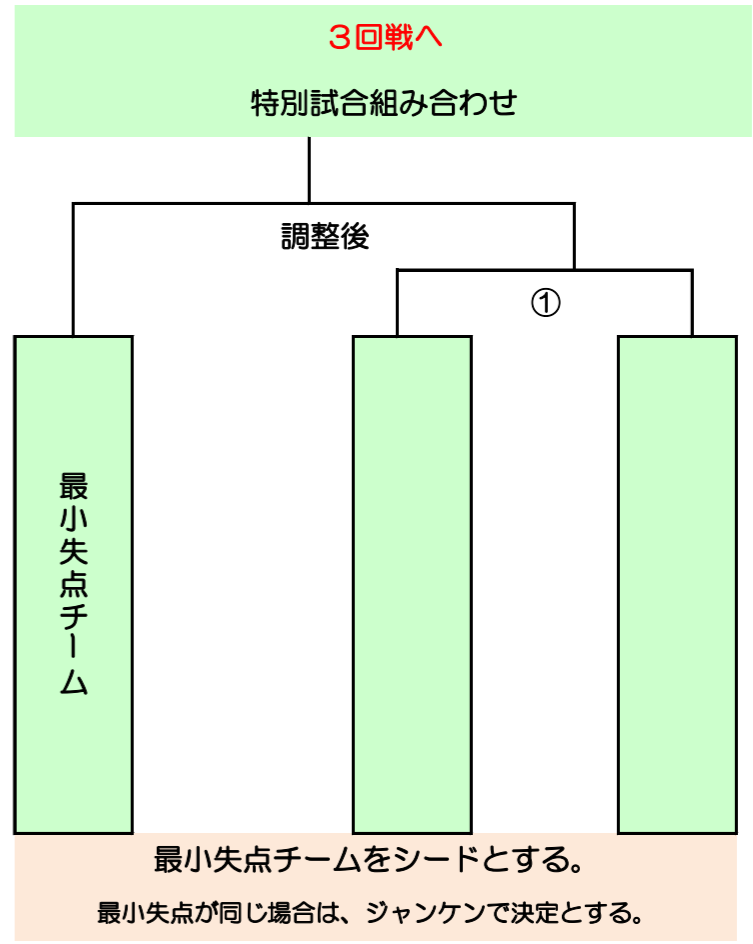 ３回戦へ
特別試合組み合わせ
調整後
①
最小失点チーム
最小失点チームをシードとする。
最小失点が同じ場合は、ジャンケンで決定とする。